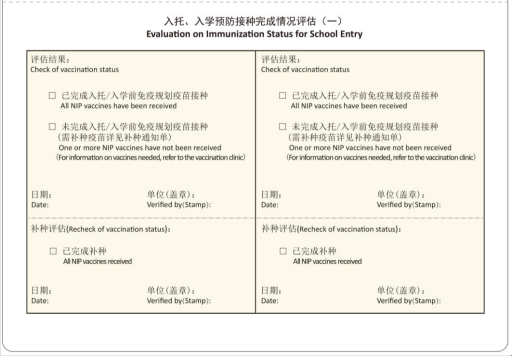 入托、入学预防接种完成情况评估（一）
Evaluation on Immunization Status for School Entry
评估结果：
Check of vaccination status
□ 已完成入托/入学前免疫规划疫苗接种
All NIP vaccines have been received
□ 未完成入托/入学前免疫规划疫苗接种
(需补种疫苗详见补种通知单)
One or more NIP vaccines have not been received
(For information on vaccines needed, refer to the vaccination clinic)
日期： 单位(盖章)：
Date: Verified by(Stamp):
补种评估(Recheck of vaccination status)：
□ 已完成补种
All NIP vaccines received
日期： 单位(盖章)：
Date: Verified by(Stamp):
评估结果：
Check of vaccination status
□ 已完成入托/入学前免疫规划疫苗接种
All NIP vaccines have been received
□ 未完成入托/入学前免疫规划疫苗接种
(需补种疫苗详见补种通知单)
One or more NIP vaccines have not been received
(For information on vaccines needed, refer to the vaccination clinic)
日期： 单位(盖章)：
Date: Verified by(Stamp):
补种评估(Recheck of vaccination status)：
□ 已完成补种
All NIP vaccines received
日期： 单位(盖章)：
Date: Verified by(Stamp):